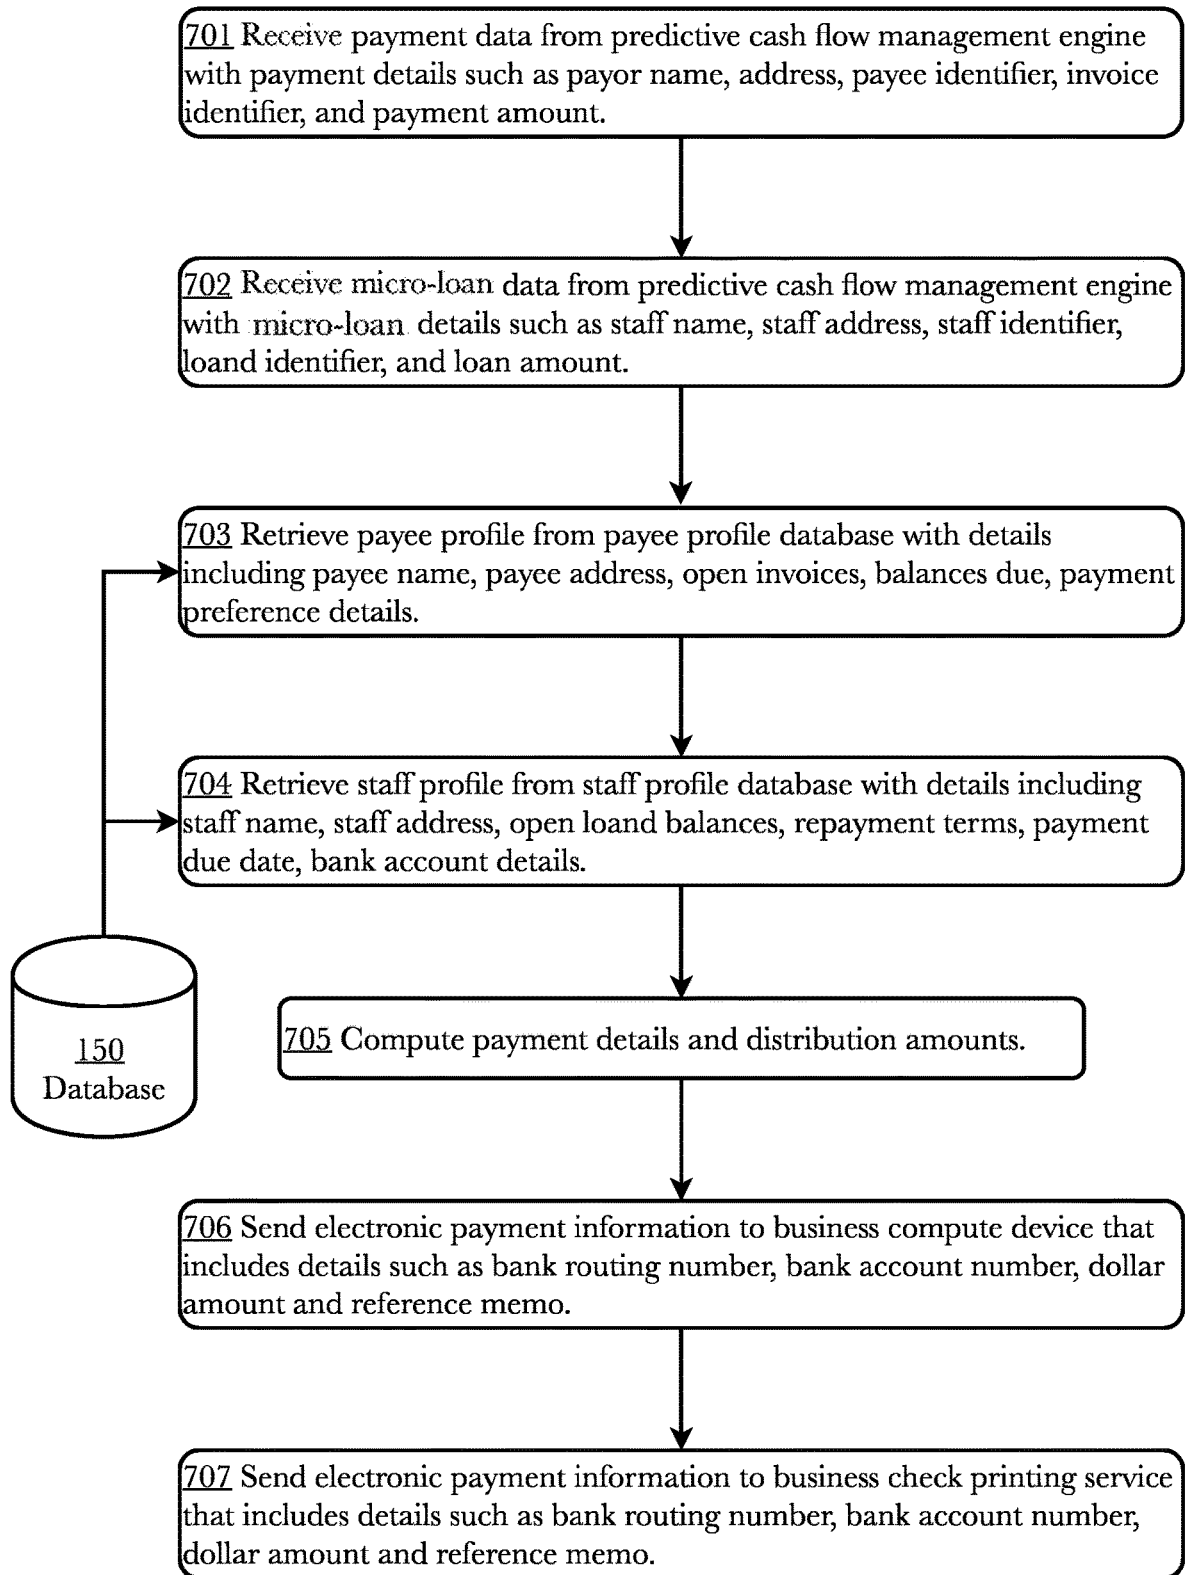 701 Receive payment data from predictive cash flow management engine
with payment details such as payor name, address, payee identifier, invoice
identifier, and payment amount.
702 Receive micro-loan data from predictive cash flow management engine
with micro-loan details such as staff name, staff address, staff identifier,
loand identifier, and loan amount.
703 Retrieve payee profile from payee profile database with details
including payee name, payee address, open invoices, balances due, payment
preference details.
704 Retrieve staff profile from staff profile database with details including
staff name, staff address, open loand balances, repayment terms, payment
due date, bank account details.
150
Database
705 Compute payment details and distribution amounts.
706 Send electronic payment information to business compute device that
includes details such as bank routing number, bank account number, dollar
amount and reference memo.
707 Send electronic payment information to business check printing service
that includes details such as bank routing number, bank account number,
dollar amount and reference memo.